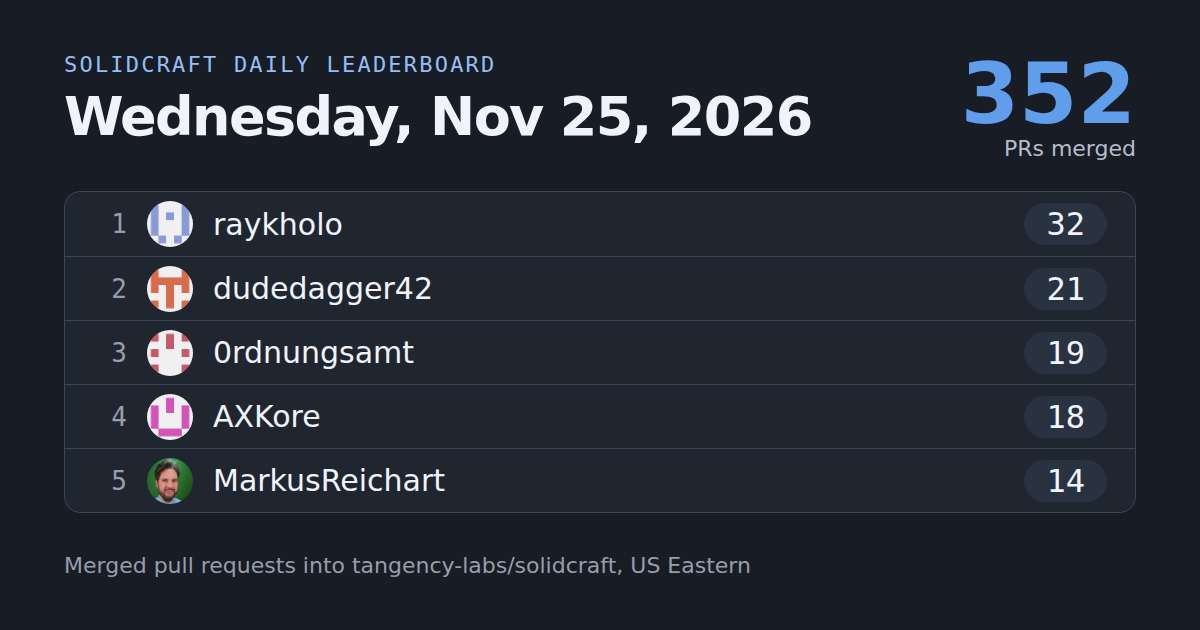 SOLIDCRAFT DAILY LEADERBOARD
Wednesday, Nov 25, 2026
352
PRs merged
1 raykholo 32
2 dudedagger42 21
3 0rdnungsamt 19
4 AXKore 18
5 MarkusReichart 14
Merged pull requests into tangency-labs/solidcraft, US Eastern